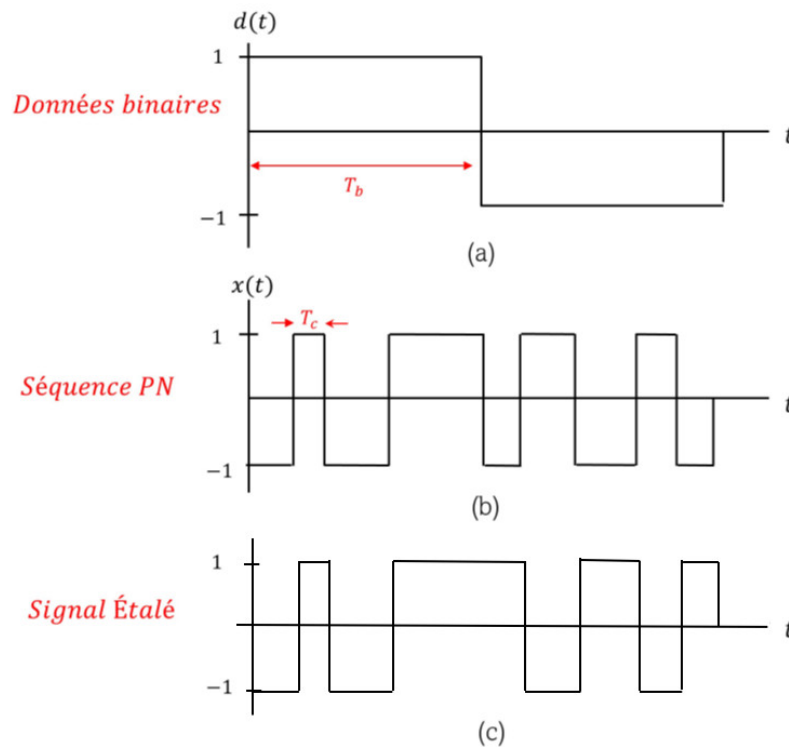 d(t)
1
Données binaires
t
T_b
−1
(a)
x(t)
T_c
1
Séquence PN
t
−1
(b)
1
Signal Étalé
t
−1
(c)